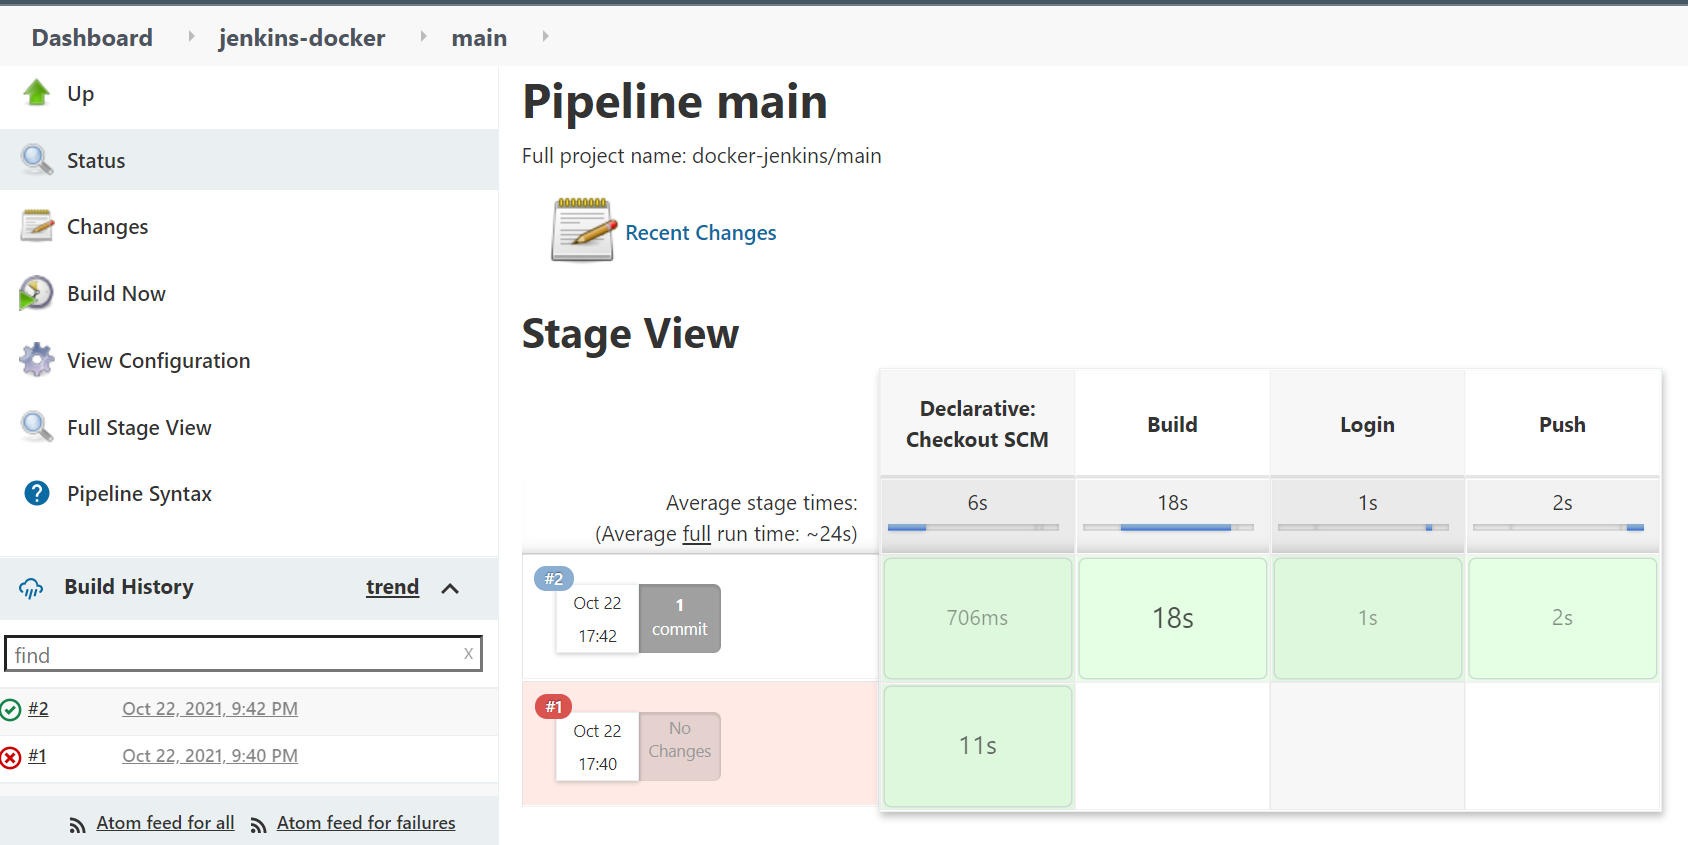 Dashboard jenkins-docker main
Up
Status
Changes
Build Now
View Configuration
Full Stage View
Pipeline Syntax
Build History trend
find x
#2 Oct 22, 2021, 9:42 PM
#1 Oct 22, 2021, 9:40 PM
Atom feed for all Atom feed for failures
Pipeline main
Full project name: docker-jenkins/main
Recent Changes
Stage View
Declarative:
Checkout SCM
Build
Login
Push
Average stage times:
(Average full run time: ~24s)
6s
18s
1s
2s
#2
Oct 22
17:42
1
commit
706ms
18s
1s
2s
#1
Oct 22
17:40
No
Changes
11s